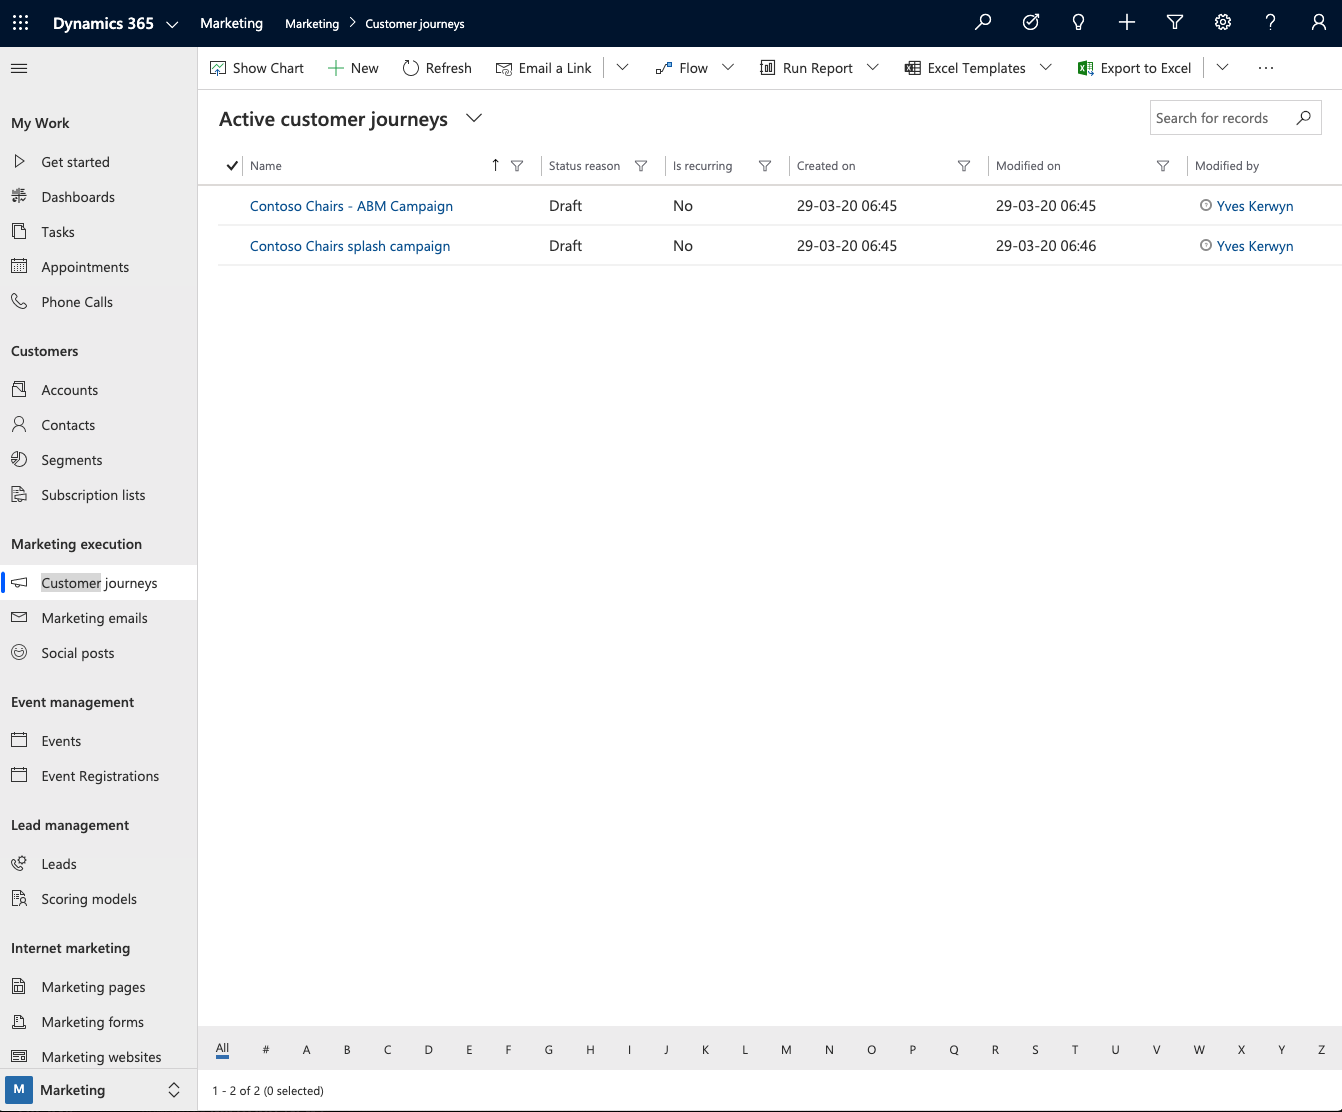 Dynamics 365 Marketing Marketing > Customer journeys
Show Chart New Refresh Email a Link Flow Run Report Excel Templates Export to Excel ...
My Work
Get started
Dashboards
Tasks
Appointments
Phone Calls
Customers
Accounts
Contacts
Segments
Subscription lists
Marketing execution
Customer journeys
Marketing emails
Social posts
Event management
Events
Event Registrations
Lead management
Leads
Scoring models
Internet marketing
Marketing pages
Marketing forms
Marketing websites
M Marketing
Active customer journeys
Search for records
Name Status reason Is recurring Created on Modified on Modified by
Contoso Chairs - ABM Campaign Draft No 29-03-20 06:45 29-03-20 06:45 Yves Kerwyn
Contoso Chairs splash campaign Draft No 29-03-20 06:45 29-03-20 06:46 Yves Kerwyn
All # A B C D E F G H I J K L M N O P Q R S T U V W X Y Z
1 - 2 of 2 (0 selected)